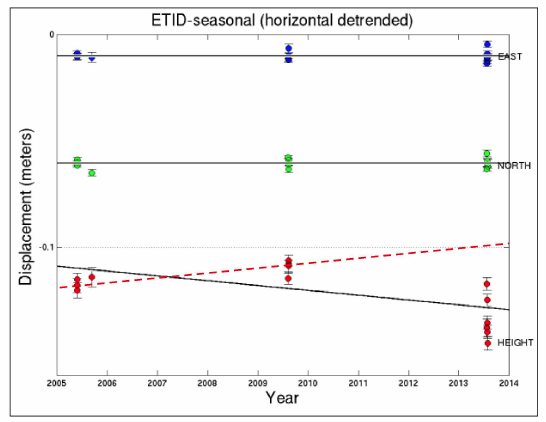 ETID-seasonal (horizontal detrended)
0
EAST
NORTH
-0.1
HEIGHT
2005 2006 2007 2008 2009 2010 2011 2012 2013 2014
Year
Displacement (meters)